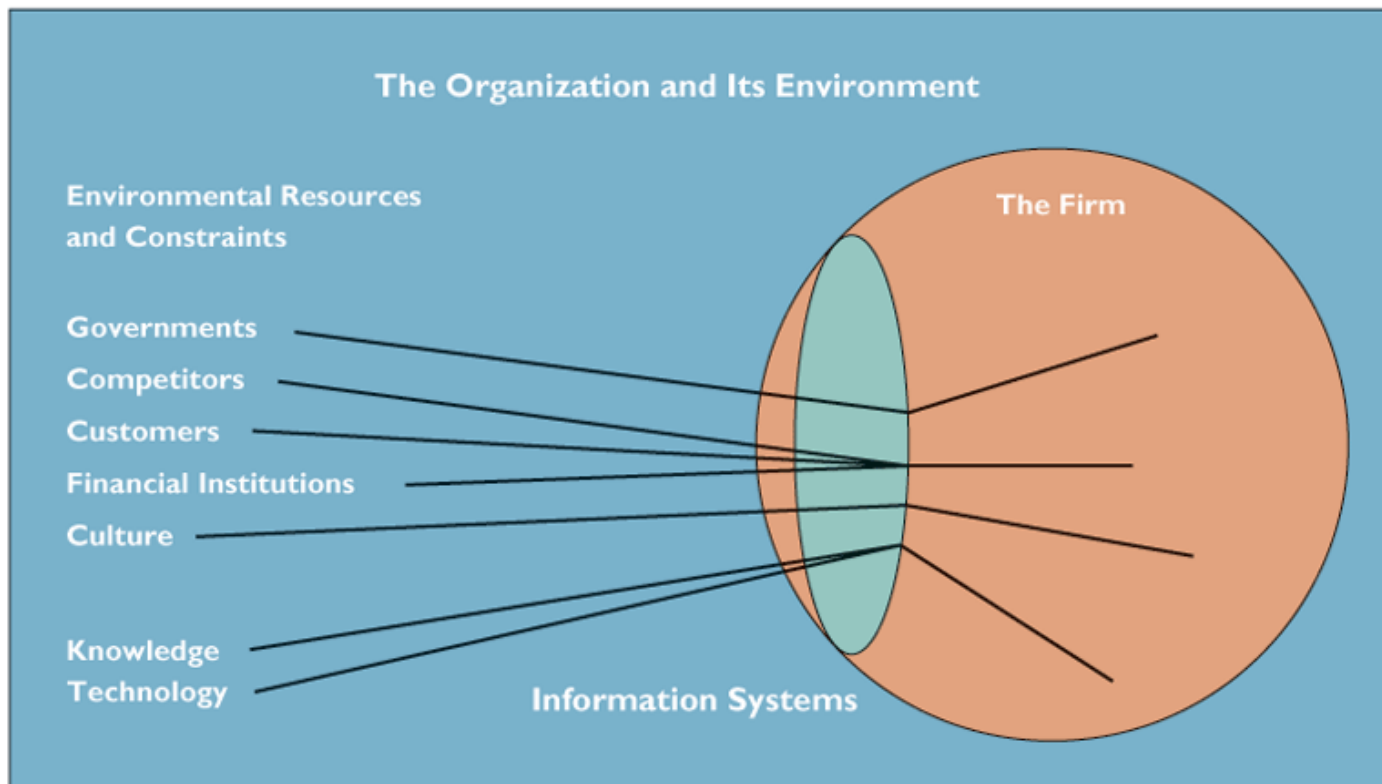 The Organization and Its Environment
Environmental Resources
and Constraints
The Firm
Governments
Competitors
Customers
Financial Institutions
Culture
Knowledge
Technology
Information Systems